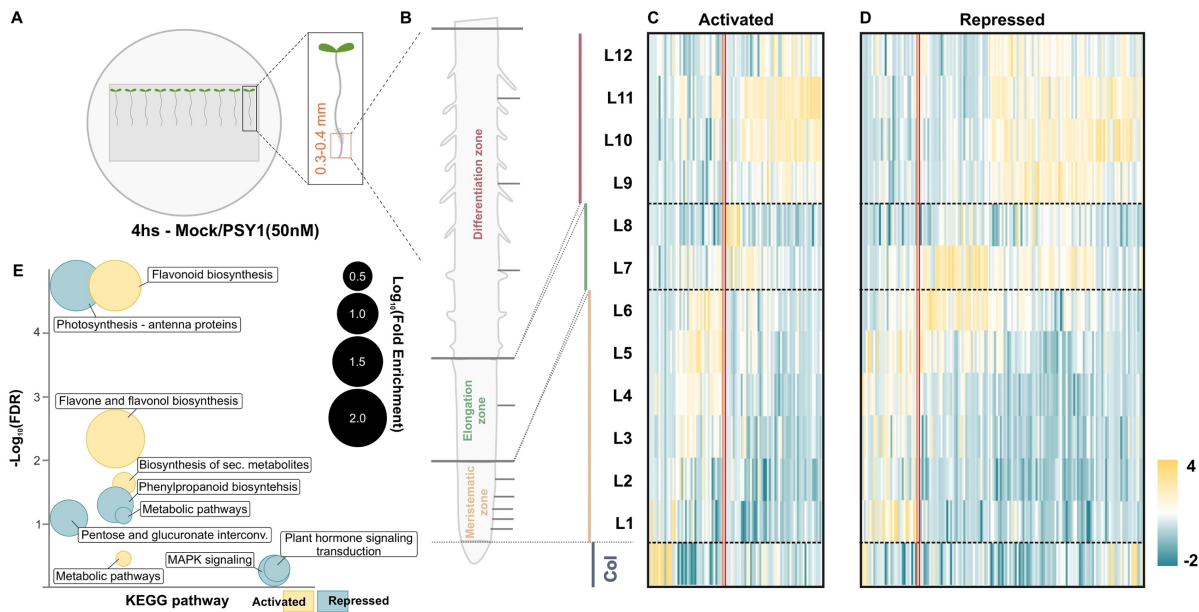 A
0.3-0.4 mm
4hs - Mock/PSY1(50nM)
B
Differentiation zone
Elongation
zone
Meristematic
zone
C
Activated
D
Repressed
L12
L11
L10
L9
L8
L7
L6
L5
L4
L3
L2
L1
Col
4
-2
E
Flavonoid biosynthesis
Photosynthesis - antenna proteins
Flavone and flavonol biosynthesis
Biosynthesis of sec. metabolites
Phenylpropanoid biosyntehsis
Metabolic pathways
Pentose and glucuronate interconv.
Plant hormone signaling
transduction
MAPK signaling
Metabolic pathways
-Log10(FDR)
4
3
2
1
0.5
1.0
1.5
2.0
Log10(Fold Enrichment)
KEGG pathway
Activated
Repressed